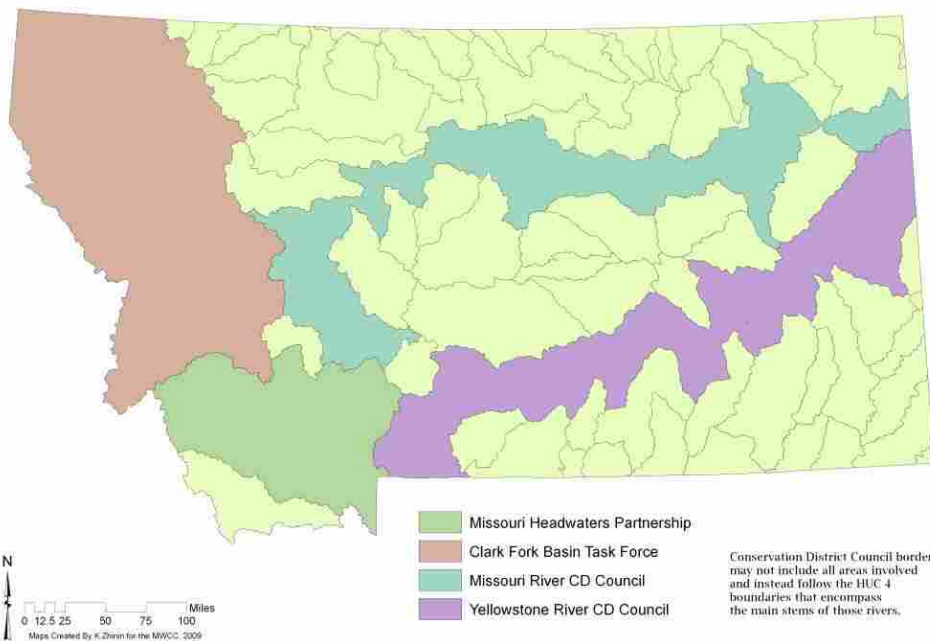 Missouri Headwaters Partnership
Clark Fork Basin Task Force
Missouri River CD Council
Yellowstone River CD Council
Conservation District Council border
may not include all areas involved
and instead follow the HUC 4
boundaries that encompass
the main stems of those rivers.
N
Miles
0 12.5 25 50 75 100
Maps Created By K.Zhinin for the MWCC 2009